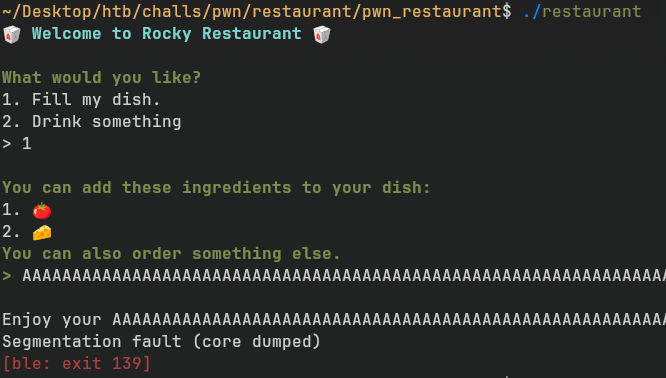 ~/Desktop/htb/challs/pwn/restaurant/pwn_restaurant$ ./restaurant
🥡 Welcome to Rocky Restaurant 🥡
What would you like?
1. Fill my dish.
2. Drink something
> 1
You can add these ingredients to your dish:
1. 🍅
2. 🧀
You can also order something else.
> AAAAAAAAAAAAAAAAAAAAAAAAAAAAAAAAAAAAAAAAAAAAAAAAAAAAAAAAAAAAAAAAA
Enjoy your AAAAAAAAAAAAAAAAAAAAAAAAAAAAAAAAAAAAAAAAAAAAAAAAAAAAAAAA
Segmentation fault (core dumped)
[ble: exit 139]